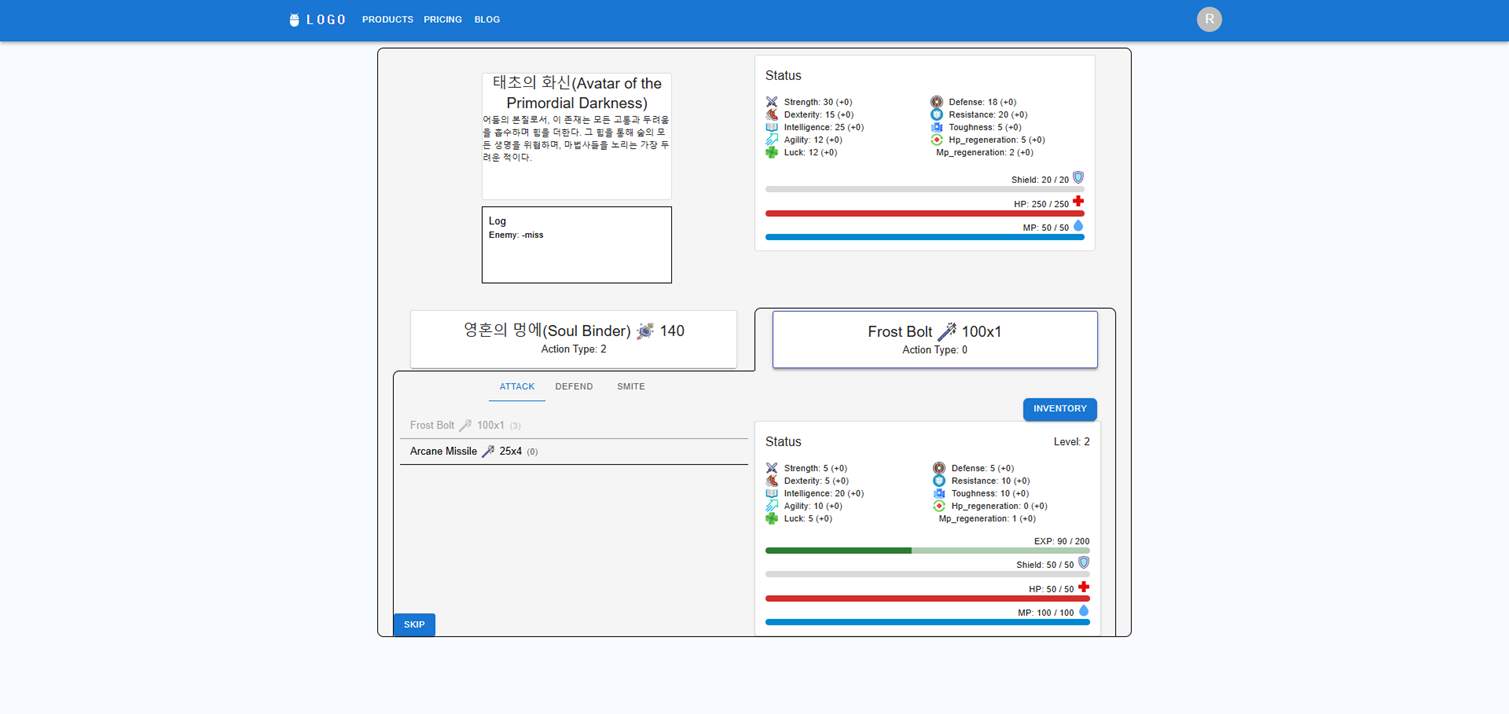 LOGO PRODUCTS PRICING BLOG R
태초의 화신(Avatar of the
Primordial Darkness)
어둠의 본질로서, 이 존재는 모든 고통과 두려움
을 흡수하며 힘을 더한다. 그 힘을 통해 숲의 모
든 생명을 위협하며, 마법사들을 노리는 가장 두
려운 적이다.
Log
Enemy: -miss
Status
Strength: 30 (+0)
Dexterity: 15 (+0)
Intelligence: 25 (+0)
Agility: 12 (+0)
Luck: 12 (+0)
Defense: 18 (+0)
Resistance: 20 (+0)
Toughness: 5 (+0)
Hp_regeneration: 5 (+0)
Mp_regeneration: 2 (+0)
Shield: 20 / 20
HP: 250 / 250
MP: 50 / 50
영혼의 멍에(Soul Binder) 140
Action Type: 2
Frost Bolt 100x1
Action Type: 0
ATTACK DEFEND SMITE
Frost Bolt 100x1 (3)
Arcane Missile 25x4 (0)
SKIP
INVENTORY
Status Level: 2
Strength: 5 (+0)
Dexterity: 5 (+0)
Intelligence: 20 (+0)
Agility: 10 (+0)
Luck: 5 (+0)
Defense: 5 (+0)
Resistance: 10 (+0)
Toughness: 10 (+0)
Hp_regeneration: 0 (+0)
Mp_regeneration: 1 (+0)
EXP: 90 / 200
Shield: 50 / 50
HP: 50 / 50
MP: 100 / 100